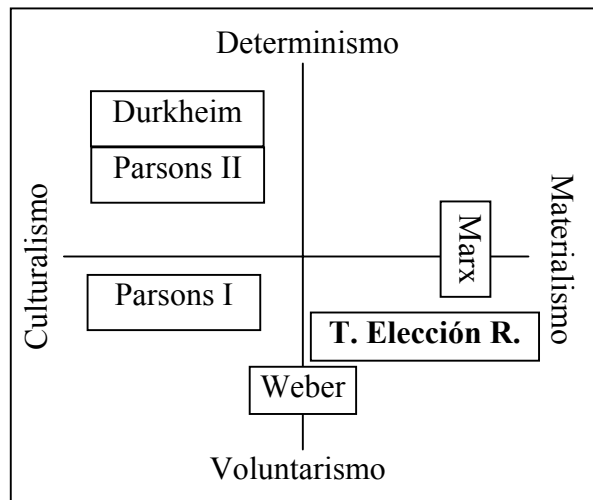 Determinismo
Durkheim
Parsons II
Culturalismo
Materialismo
Marx
Parsons I
T. Elección R.
Weber
Voluntarismo